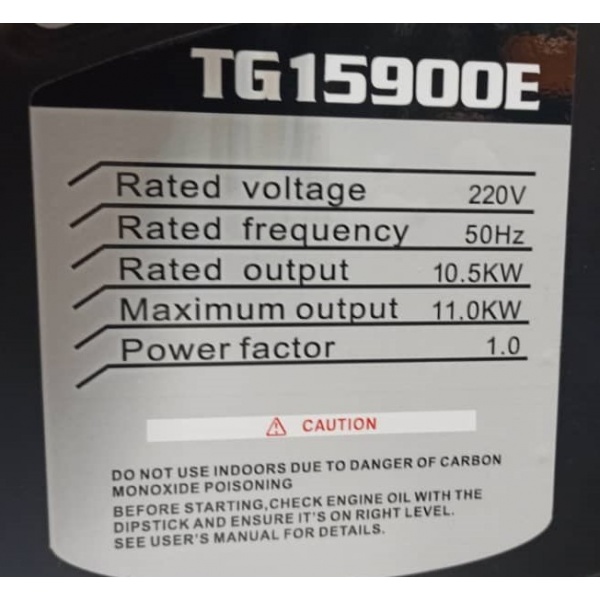 TG15900E
Rated voltage 220V
Rated frequency 50Hz
Rated output 10.5KW
Maximum output 11.0KW
Power factor 1.0
CAUTION
DO NOT USE INDOORS DUE TO DANGER OF CARBON
MONOXIDE POISONING
BEFORE STARTING,CHECK ENGINE OIL WITH THE
DIPSTICK AND ENSURE IT'S ON RIGHT LEVEL.
SEE USER'S MANUAL FOR DETAILS.